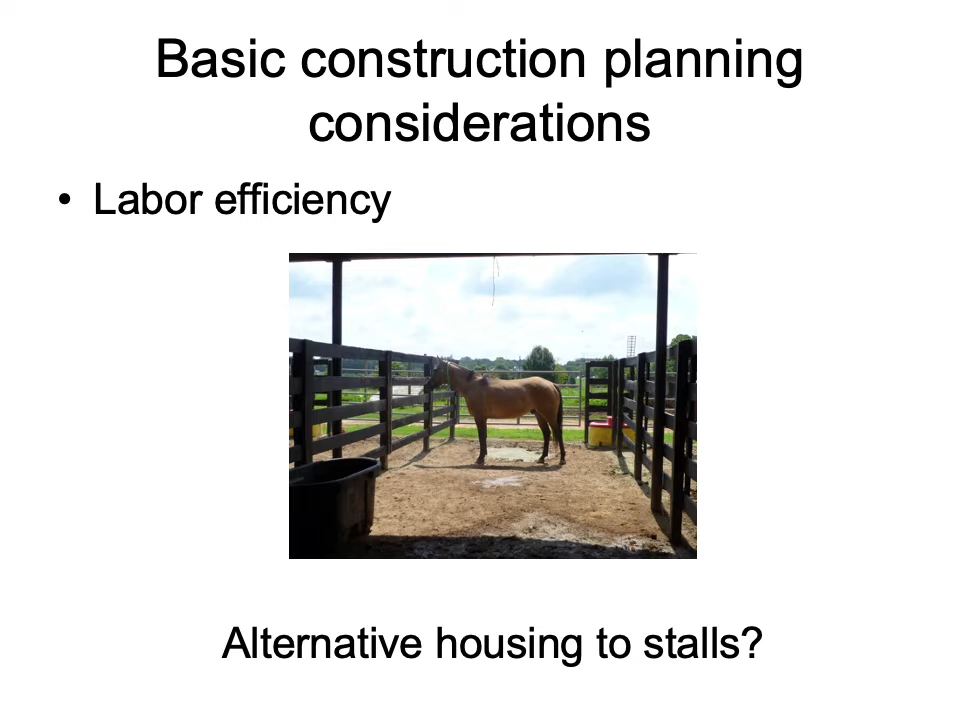 Basic construction planning
considerations
• Labor efficiency
Alternative housing to stalls?